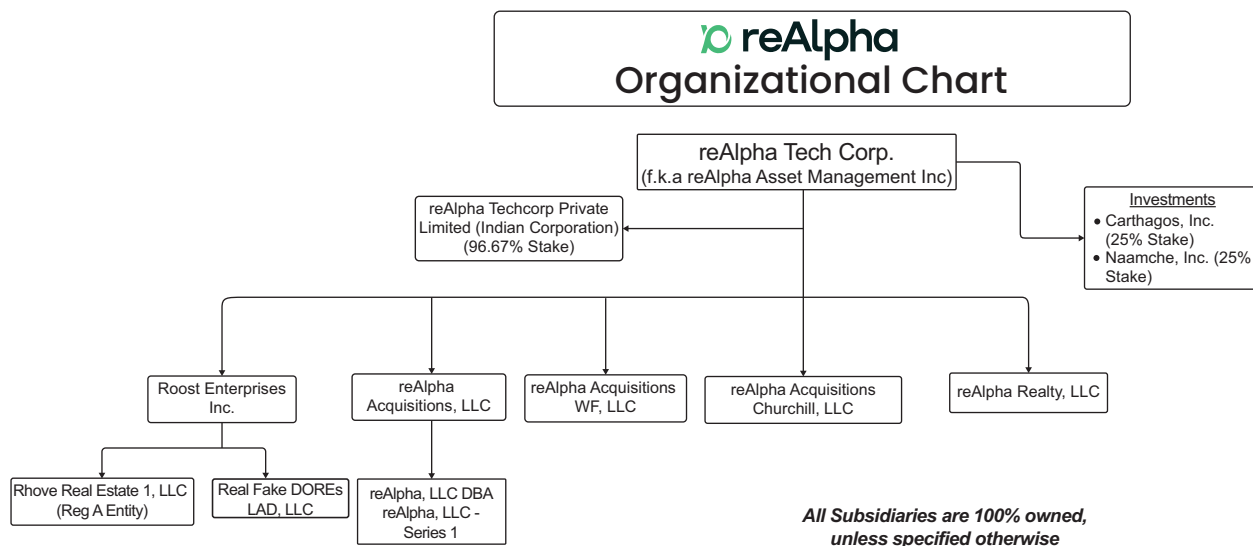 reAlpha
Organizational Chart
reAlpha Tech Corp.
(f.k.a reAlpha Asset Management Inc)
reAlpha Techcorp Private
Limited (Indian Corporation)
(96.67% Stake)
Investments
• Carthagos, Inc.
(25% Stake)
• Naamche, Inc. (25%
Stake)
Roost Enterprises
Inc.
reAlpha
Acquisitions, LLC
reAlpha Acquisitions
WF, LLC
reAlpha Acquisitions
Churchill, LLC
reAlpha Realty, LLC
Rhove Real Estate 1, LLC
(Reg A Entity)
Real Fake DOREs
LAD, LLC
reAlpha, LLC DBA
reAlpha, LLC -
Series 1
All Subsidiaries are 100% owned,
unless specified otherwise